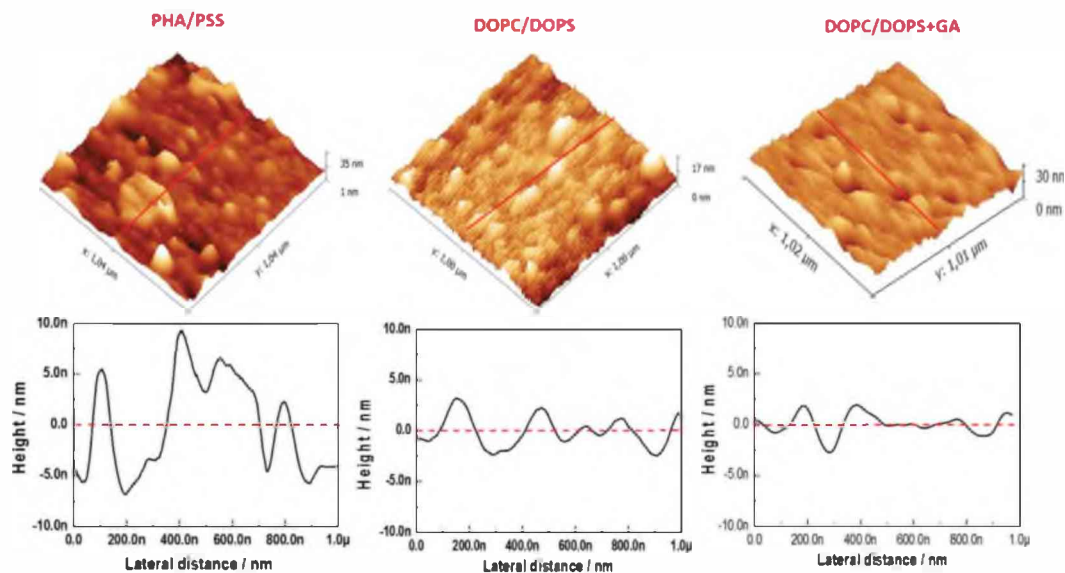 PHA/PSS
DOPC/DOPS
DOPC/DOPS+GA
35 nm
1 nm
x: 1,04 µm
y: 1,04 µm
17 nm
0 nm
x: 1,00 µm
30 nm
0 nm
x: 1,02 µm
y: 1,01 µm
Height / nm
10.0n
5.0n
0.0
-5.0n
-10.0n
0.0 200.0n 400.0n 600.0n 800.0n 1.0µ
Lateral distance / nm
Height / nm
10.0n
5.0n
0.0
-5.0n
-10.0n
0.0 200.0n 400.0n 600.0n 800.0n 1.0µ
Lateral distance / nm
Height / nm
10.0n
5.0n
0.0
-5.0n
-10.0n
0.0 200.0n 400.0n 600.0n 800.0n 1.0µ
Lateral distance / nm